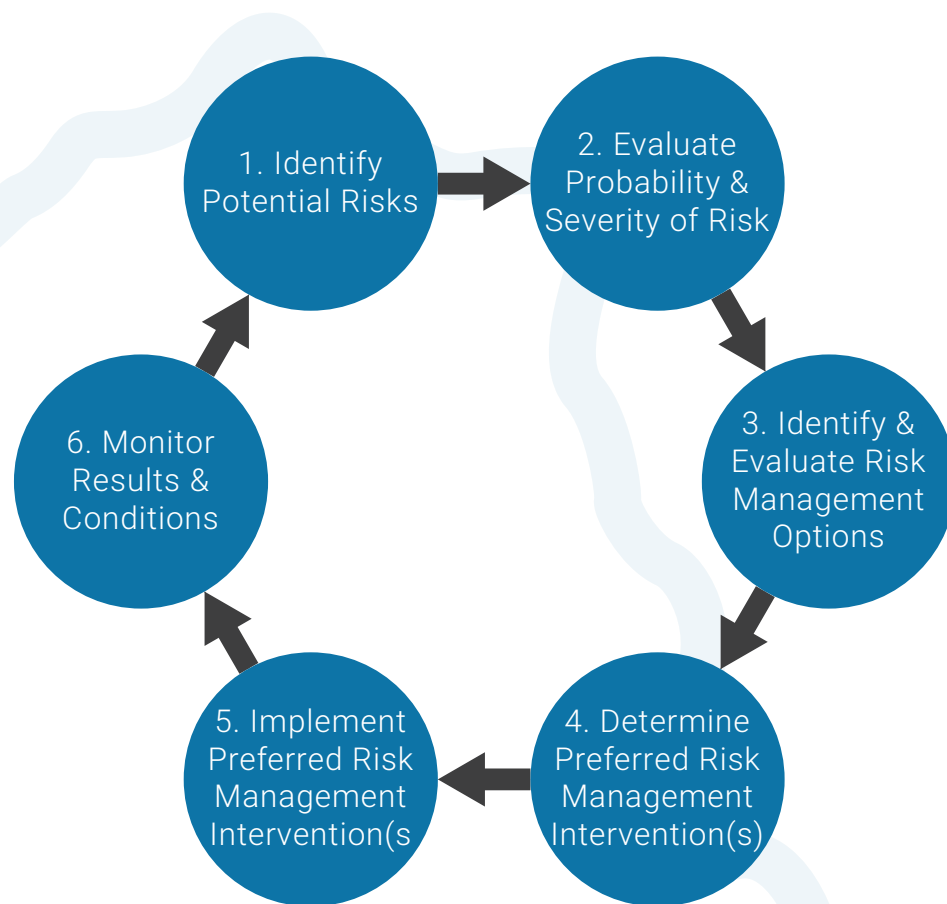 1. Identify
Potential Risks
2. Evaluate
Probability &
Severity of Risk
3. Identify &
Evaluate Risk
Management
Options
4. Determine
Preferred Risk
Management
Intervention(s)
5. Implement
Preferred Risk
Management
Intervention(s
6. Monitor
Results &
Conditions